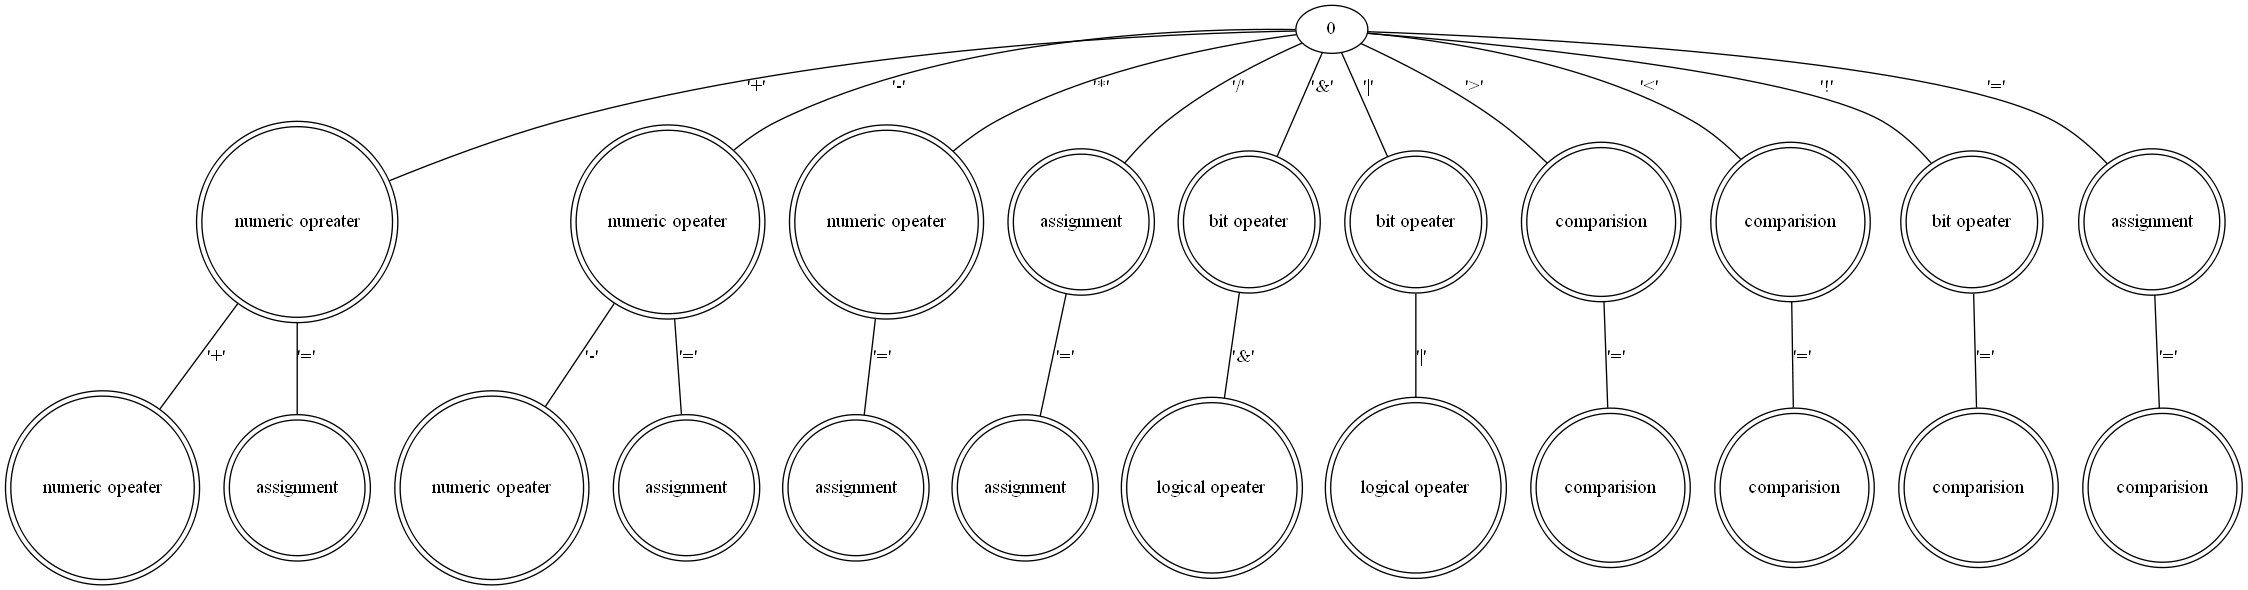 0
'+'
'-'
'*'
'/'
'&'
'|'
'>'
'<'
'!'
'='
numeric opreater
numeric opeater
numeric opeater
assignment
bit opeater
bit opeater
comparision
comparision
bit opeater
assignment
'+'
'='
'-'
'='
'='
'='
'&'
'|'
'='
'='
'='
'='
numeric opeater
assignment
numeric opeater
assignment
assignment
assignment
logical opeater
logical opeater
comparision
comparision
comparision
comparision